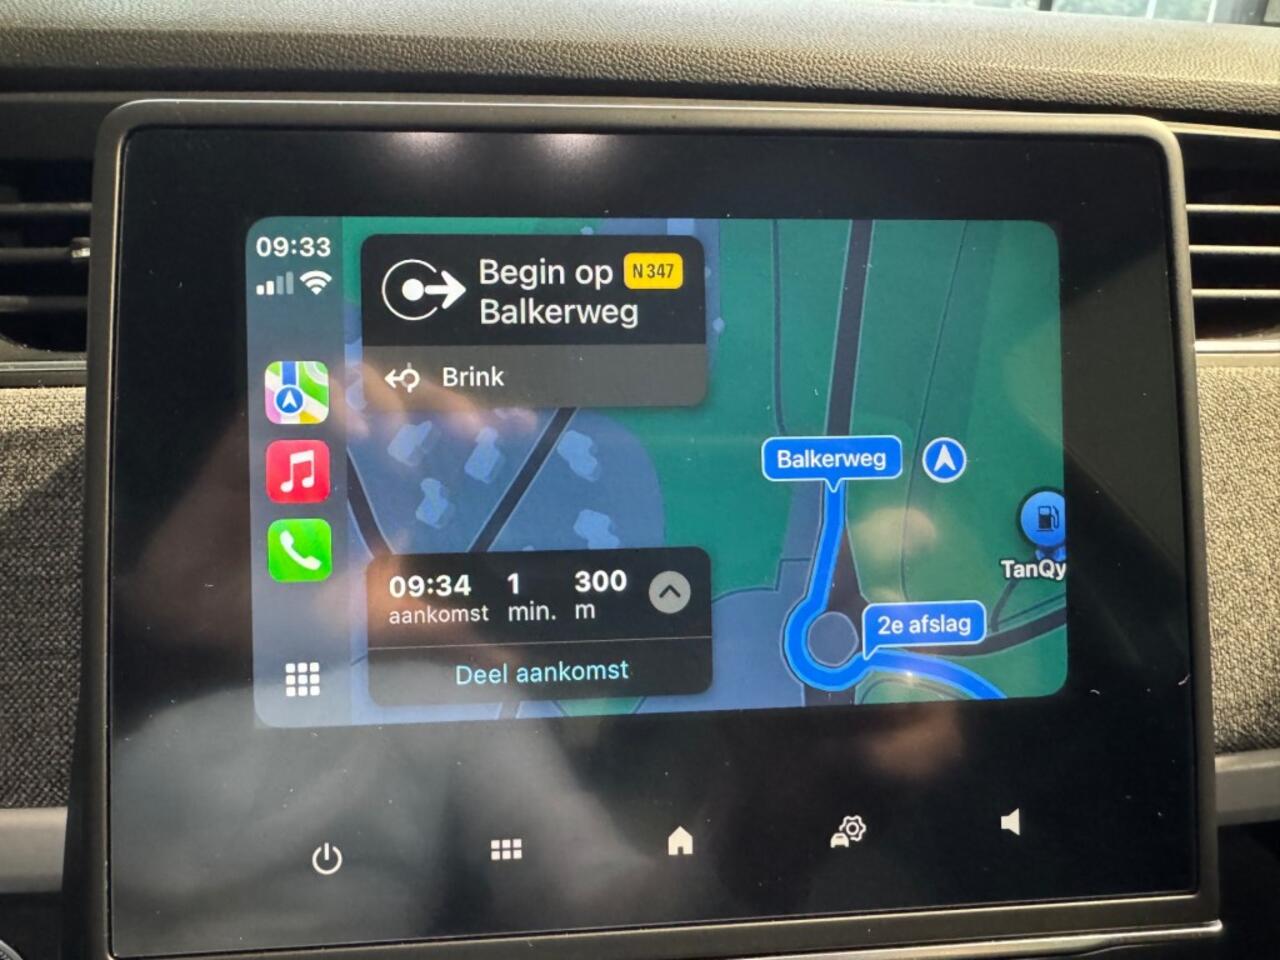 09:33
Begin op N347
Balkerweg
Brink
Balkerweg
TanQy
2e afslag
09:34 1 300
aankomst min. m
Deel aankomst